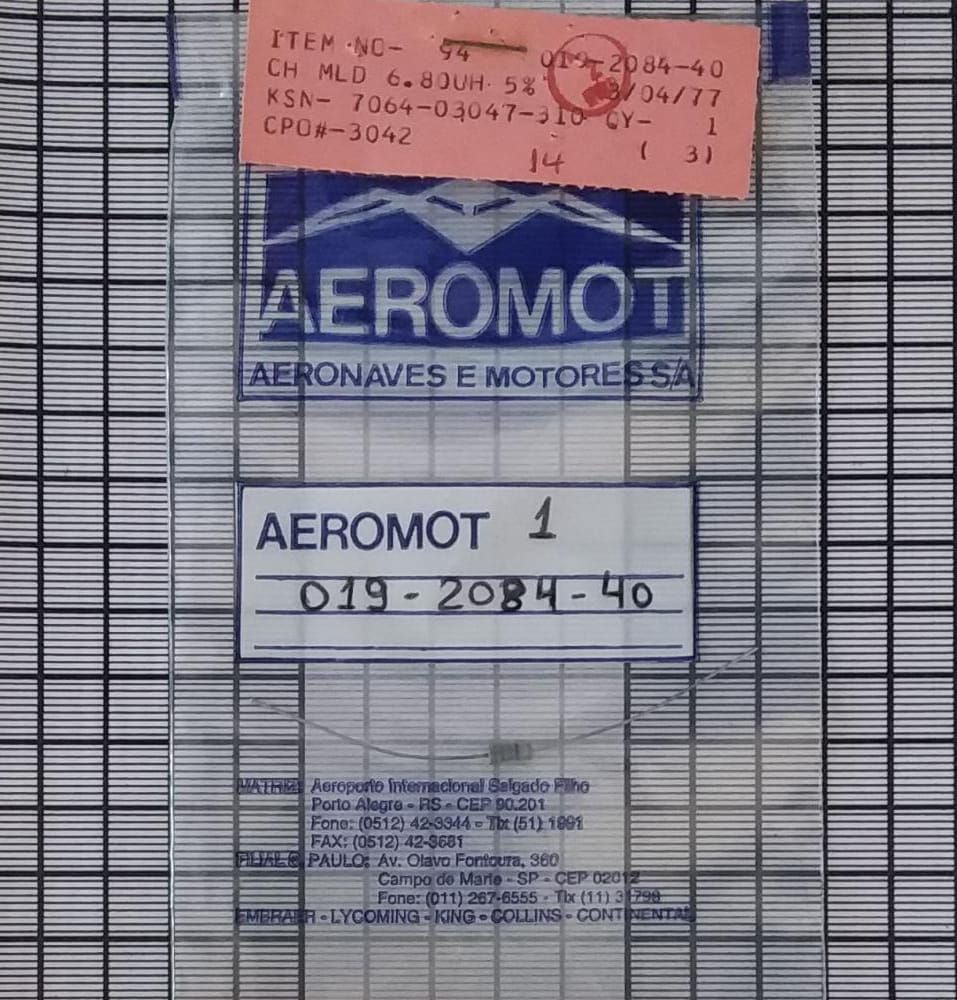 ITEM NO- 54 019-2084-40
CH MLD 6.80UH 5% 3/04/77
KSN- 7064-03047-310 QY- 1
CPO#-3042 ( 3)
14
AEROMOT
AERONAVES E MOTORES S/A
AEROMOT 1
019-2084-40
MATRIZ: Aeroporto Internacional Salgado Filho
Porto Alegre - RS - CEP 90.201
Fone: (0512) 42-3344 - Tlx (51) 1991
FAX: (0512) 42-3681
FILIAL S. PAULO: Av. Olavo Fontoura, 360
Campo de Marte - SP - CEP 02012
Fone: (011) 267-6555 - Tlx (11) 31798
EMBRAER - LYCOMING - KING - COLLINS - CONTINENTAL